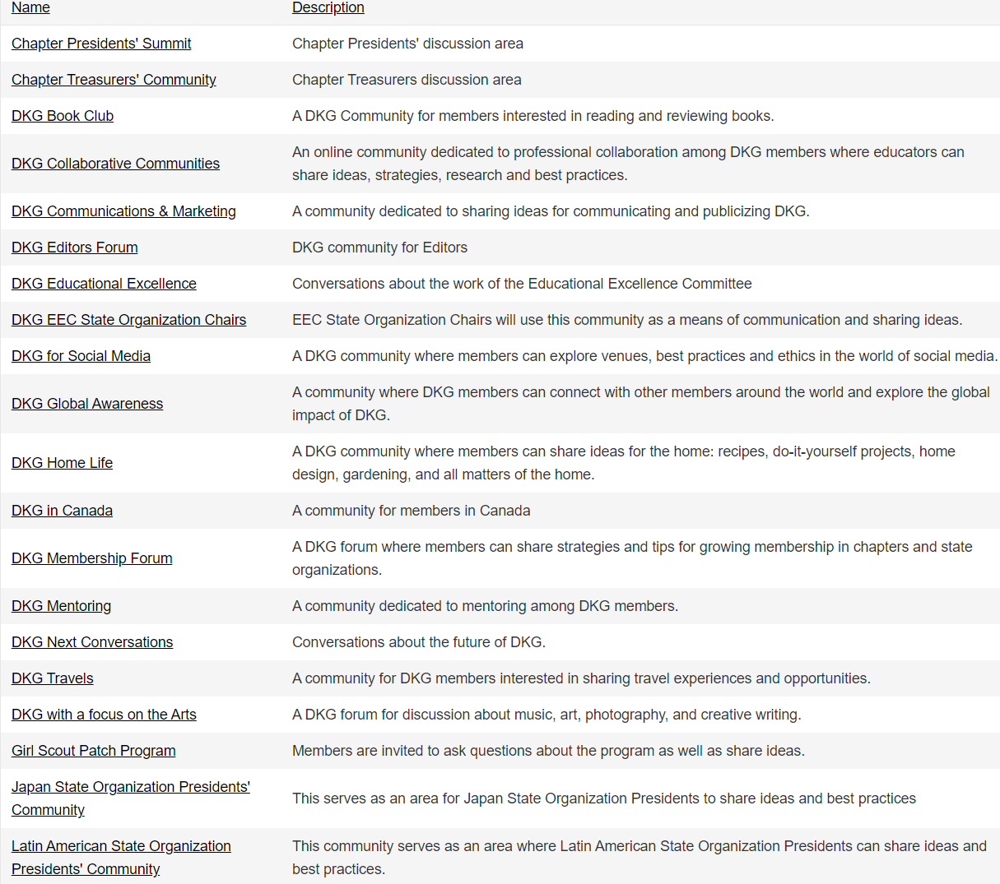 Name Description
Chapter Presidents' Summit Chapter Presidents' discussion area
Chapter Treasurers' Community Chapter Treasurers discussion area
DKG Book Club A DKG Community for members interested in reading and reviewing books.
DKG Collaborative Communities An online community dedicated to professional collaboration among DKG members where educators can
share ideas, strategies, research and best practices.
DKG Communications & Marketing A community dedicated to sharing ideas for communicating and publicizing DKG.
DKG Editors Forum DKG community for Editors
DKG Educational Excellence Conversations about the work of the Educational Excellence Committee
DKG EEC State Organization Chairs EEC State Organization Chairs will use this community as a means of communication and sharing ideas.
DKG for Social Media A DKG community where members can explore venues, best practices and ethics in the world of social media.
DKG Global Awareness A community where DKG members can connect with other members around the world and explore the global
impact of DKG.
DKG Home Life A DKG community where members can share ideas for the home: recipes, do-it-yourself projects, home
design, gardening, and all matters of the home.
DKG in Canada A community for members in Canada
DKG Membership Forum A DKG forum where members can share strategies and tips for growing membership in chapters and state
organizations.
DKG Mentoring A community dedicated to mentoring among DKG members.
DKG Next Conversations Conversations about the future of DKG.
DKG Travels A community for DKG members interested in sharing travel experiences and opportunities.
DKG with a focus on the Arts A DKG forum for discussion about music, art, photography, and creative writing.
Girl Scout Patch Program Members are invited to ask questions about the program as well as share ideas.
Japan State Organization Presidents'
Community
This serves as an area for Japan State Organization Presidents to share ideas and best practices
Latin American State Organization
Presidents' Community
This community serves as an area where Latin American State Organization Presidents can share ideas and
best practices.